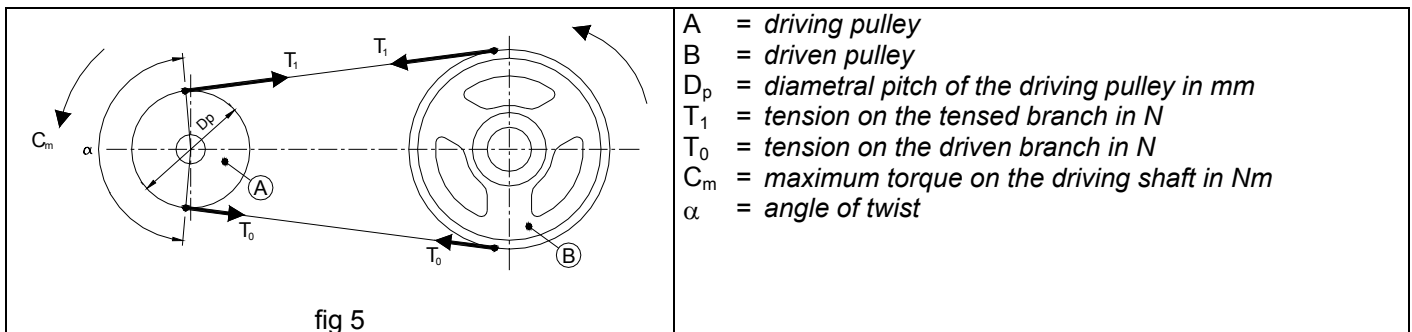 T₁
T₁
Dp
Cₘ
α
A
T₀
T₀
B
fig 5
A = driving pulley
B = driven pulley
Dₚ = diametral pitch of the driving pulley in mm
T₁ = tension on the tensed branch in N
T₀ = tension on the driven branch in N
Cₘ = maximum torque on the driving shaft in Nm
α = angle of twist